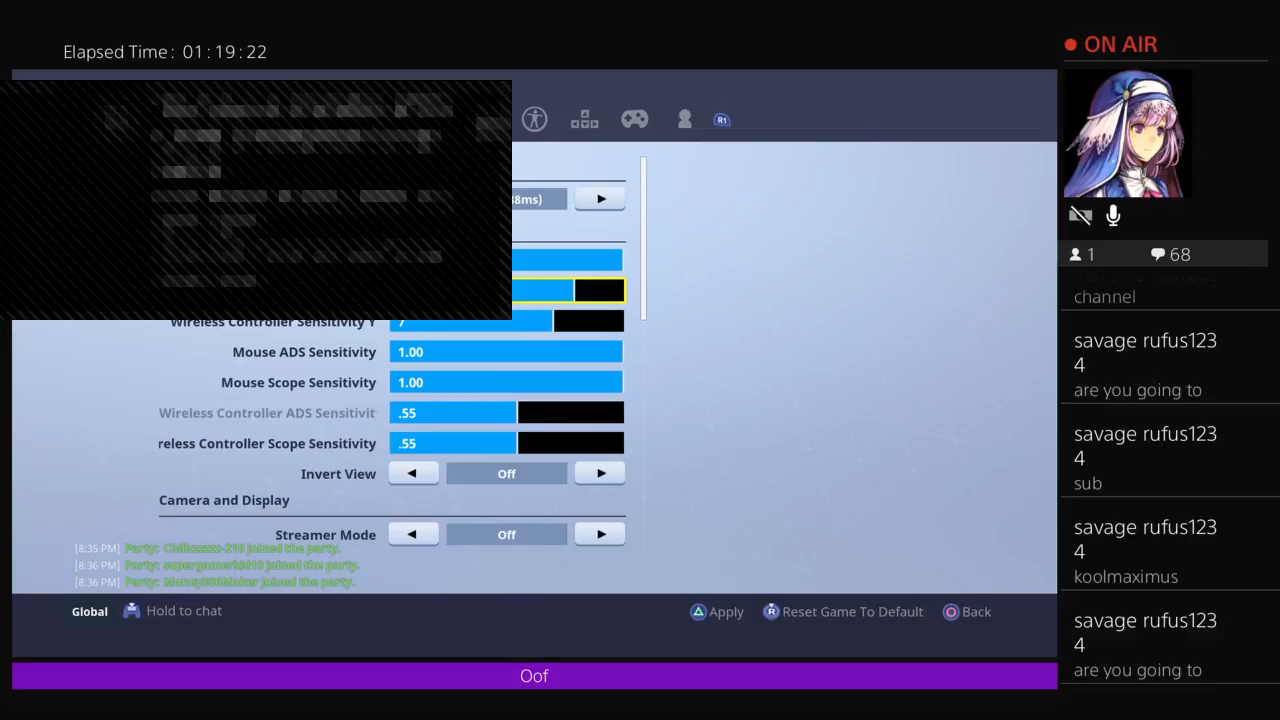 Elapsed Time: 01:19:22
ON AIR
R1
8ms)
1
68
channel
Wireless Controller Sensitivity Y
7
savage rufus123
4
are you going to
Mouse ADS Sensitivity
1.00
Mouse Scope Sensitivity
1.00
Wireless Controller ADS Sensitivit
.55
reless Controller Scope Sensitivity
.55
savage rufus123
4
sub
Invert View
Off
Camera and Display
Streamer Mode
Off
savage rufus123
4
koolmaximus
[8:35 PM] Party: Chillzzzzz-210 joined the party.
[8:36 PM] Party: supergamerkid10 joined the party.
[8:36 PM] Party: Money366Maker joined the party.
Global
Hold to chat
Apply
R
Reset Game To Default
Back
savage rufus123
4
are you going to
Oof